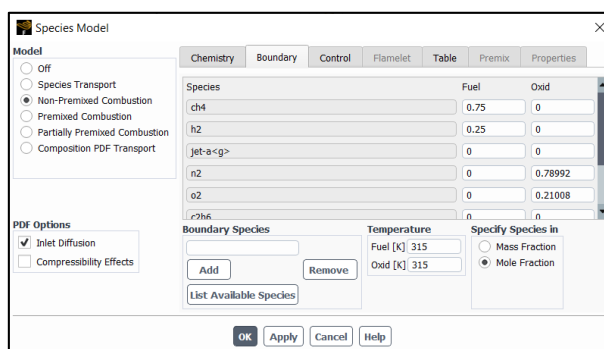 Species Model
Model
Off
Species Transport
Non-Premixed Combustion
Premixed Combustion
Partially Premixed Combustion
Composition PDF Transport
PDF Options
Inlet Diffusion
Compressibility Effects
Chemistry Boundary Control Flamelet Table Premix Properties
Species Fuel Oxid
ch4 0.75 0
h2 0.25 0
jet-a<g> 0 0
n2 0 0.78992
o2 0 0.21008
c2h6 0 0
Boundary Species
Add Remove
List Available Species
Temperature
Fuel [K] 315
Oxid [K] 315
Specify Species in
Mass Fraction
Mole Fraction
OK Apply Cancel Help